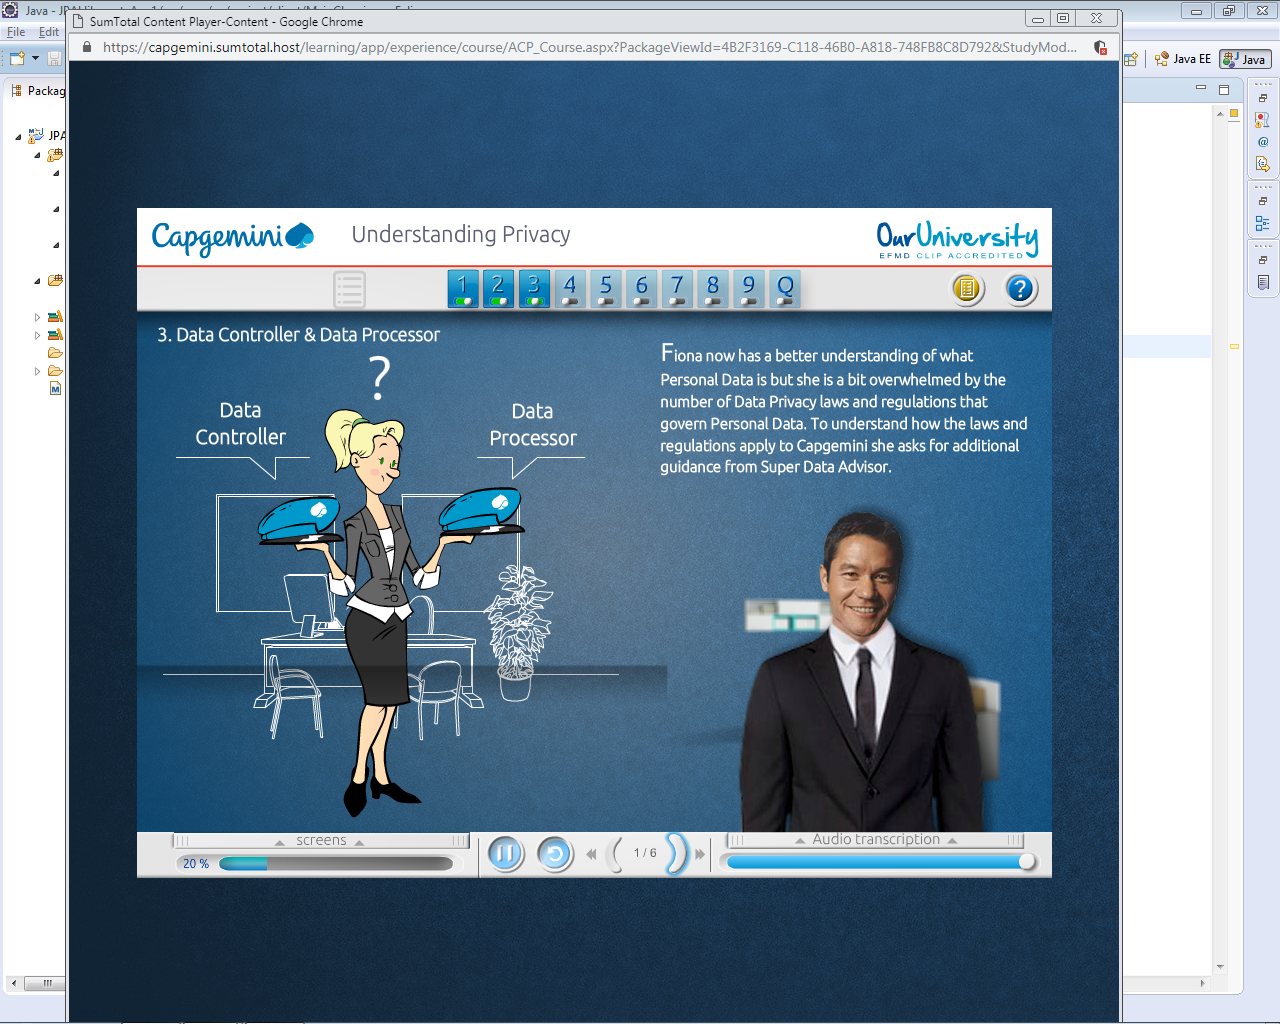 Java - JPA
SumTotal Content Player-Content - Google Chrome
File Edit
https://capgemini.sumtotal.host/learning/app/experience/course/ACP_Course.aspx?PackageViewId=4B2F3169-C118-46B0-A818-748FB8C8D792&StudyMod...
Java EE
Java
Packag
JPA
Capgemini
Understanding Privacy
OurUniversity
EFMD CLIP ACCREDITED
1 2 3 4 5 6 7 8 9 Q
?
3. Data Controller & Data Processor
?
Data
Controller
Data
Processor
Fiona now has a better understanding of what
Personal Data is but she is a bit overwhelmed by the
number of Data Privacy laws and regulations that
govern Personal Data. To understand how the laws and
regulations apply to Capgemini she asks for additional
guidance from Super Data Advisor.
screens
20 %
1 / 6
Audio transcription